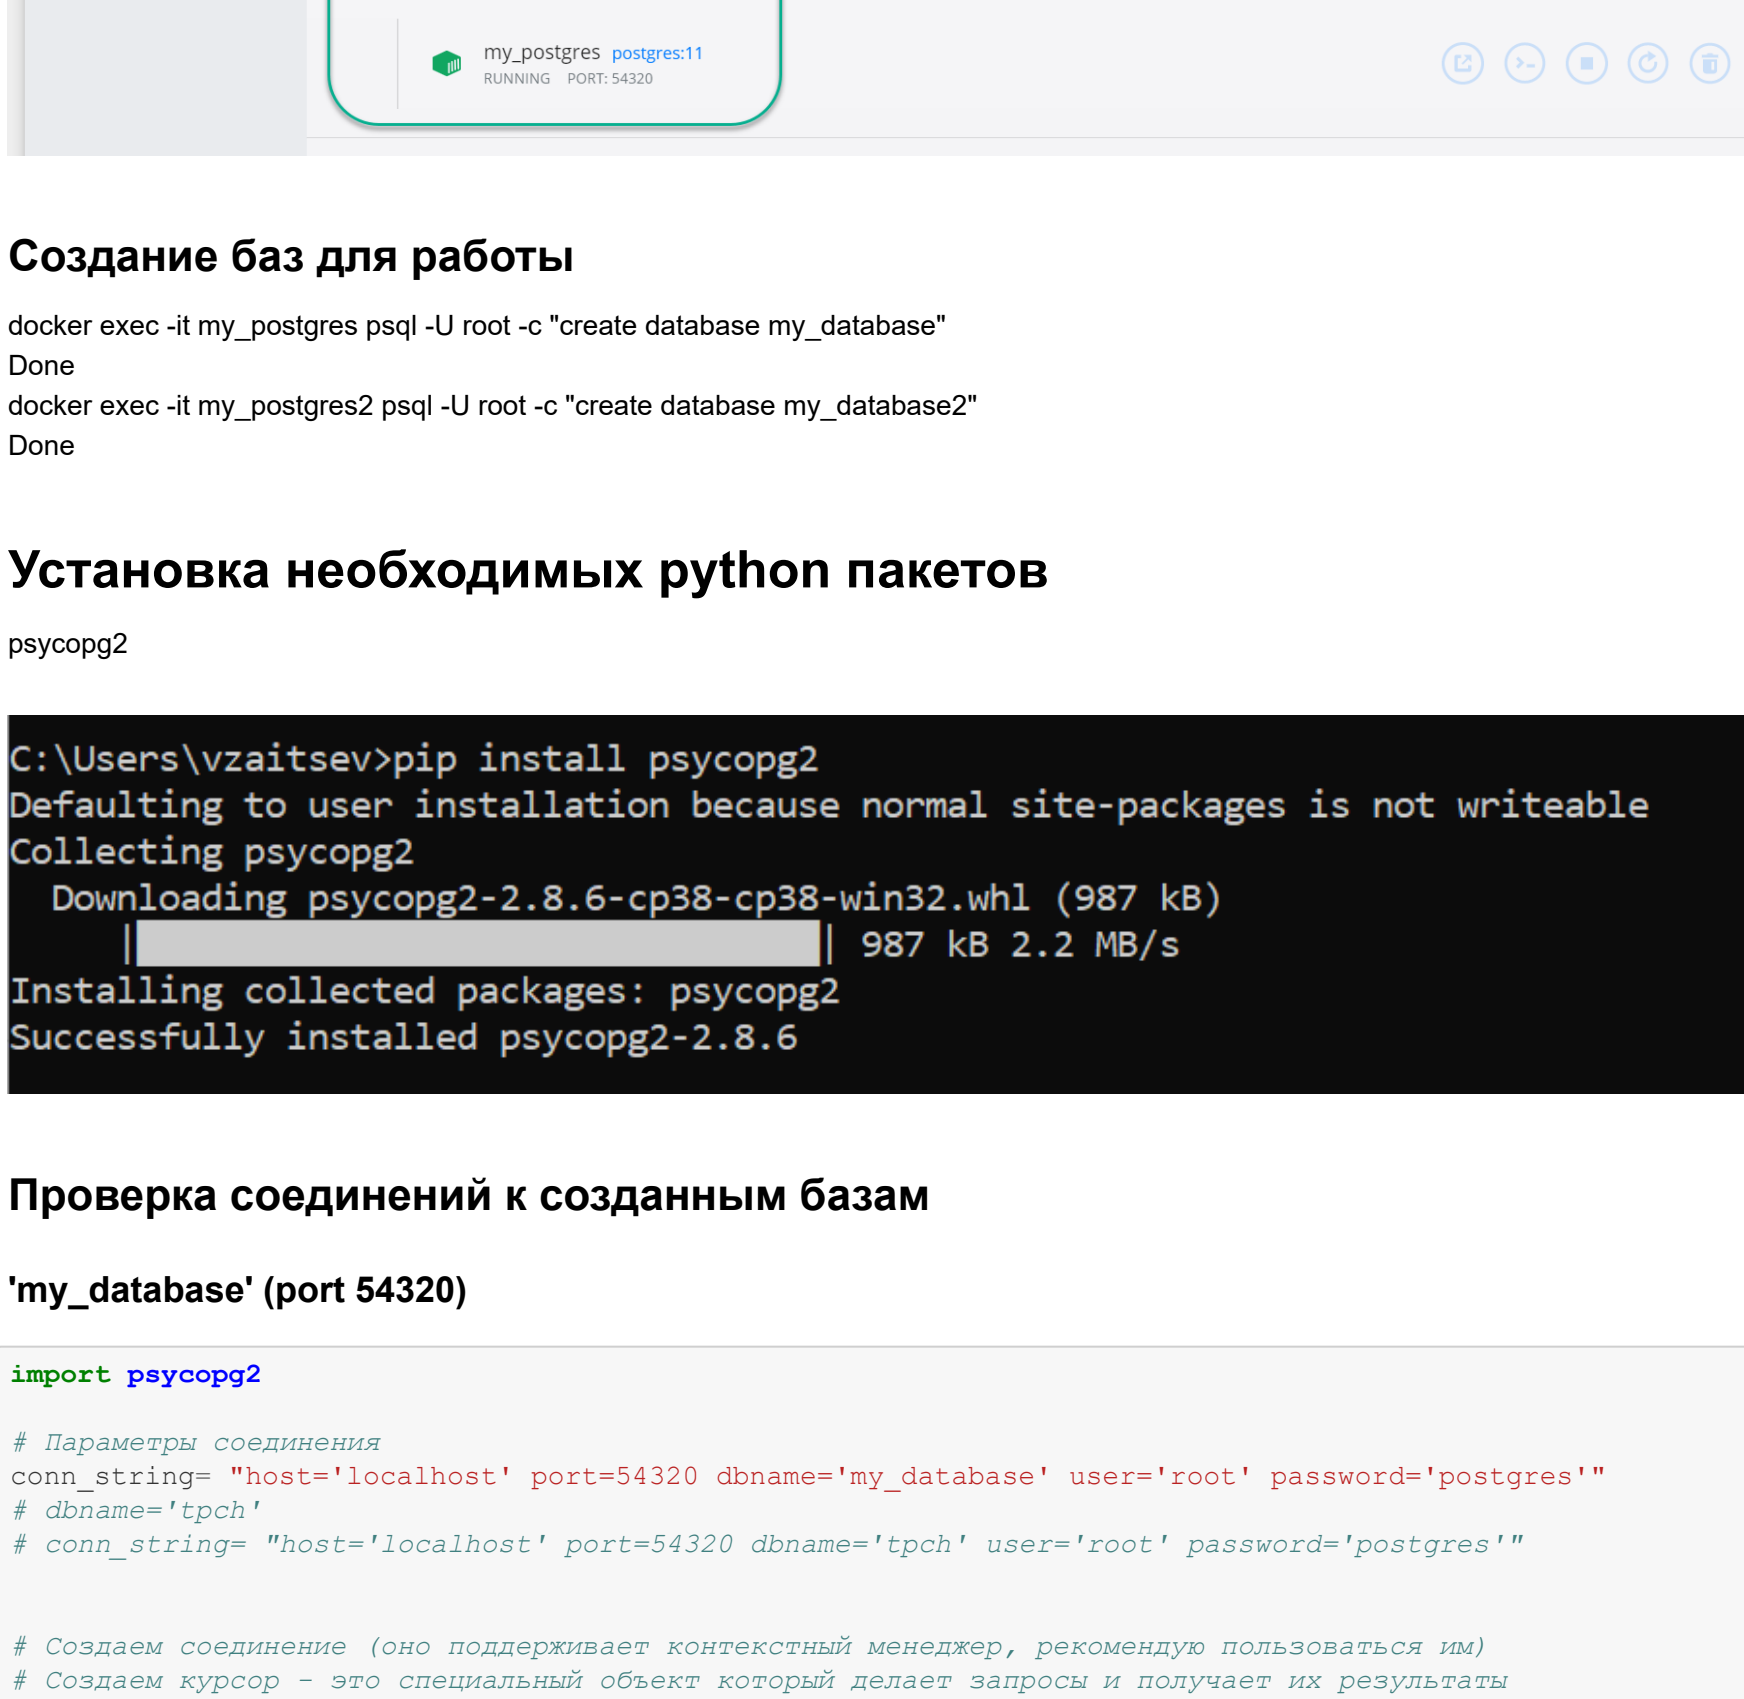 my_postgres postgres:11
RUNNING PORT: 54320
Создание баз для работы
docker exec -it my_postgres psql -U root -c "create database my_database"
Done
docker exec -it my_postgres2 psql -U root -c "create database my_database2"
Done
Установка необходимых python пакетов
psycopg2
C:\Users\vzaitsev>pip install psycopg2
Defaulting to user installation because normal site-packages is not writeable
Collecting psycopg2
  Downloading psycopg2-2.8.6-cp38-cp38-win32.whl (987 kB)
| | 987 kB 2.2 MB/s
Installing collected packages: psycopg2
Successfully installed psycopg2-2.8.6
Проверка соединений к созданным базам
'my_database' (port 54320)
import psycopg2
# Параметры соединения
conn_string= "host='localhost' port=54320 dbname='my_database' user='root' password='postgres'"
# dbname='tpch'
# conn_string= "host='localhost' port=54320 dbname='tpch' user='root' password='postgres'"
# Создаем соединение (оно поддерживает контекстный менеджер, рекомендую пользоваться им)
# Создаем курсор - это специальный объект который делает запросы и получает их результаты